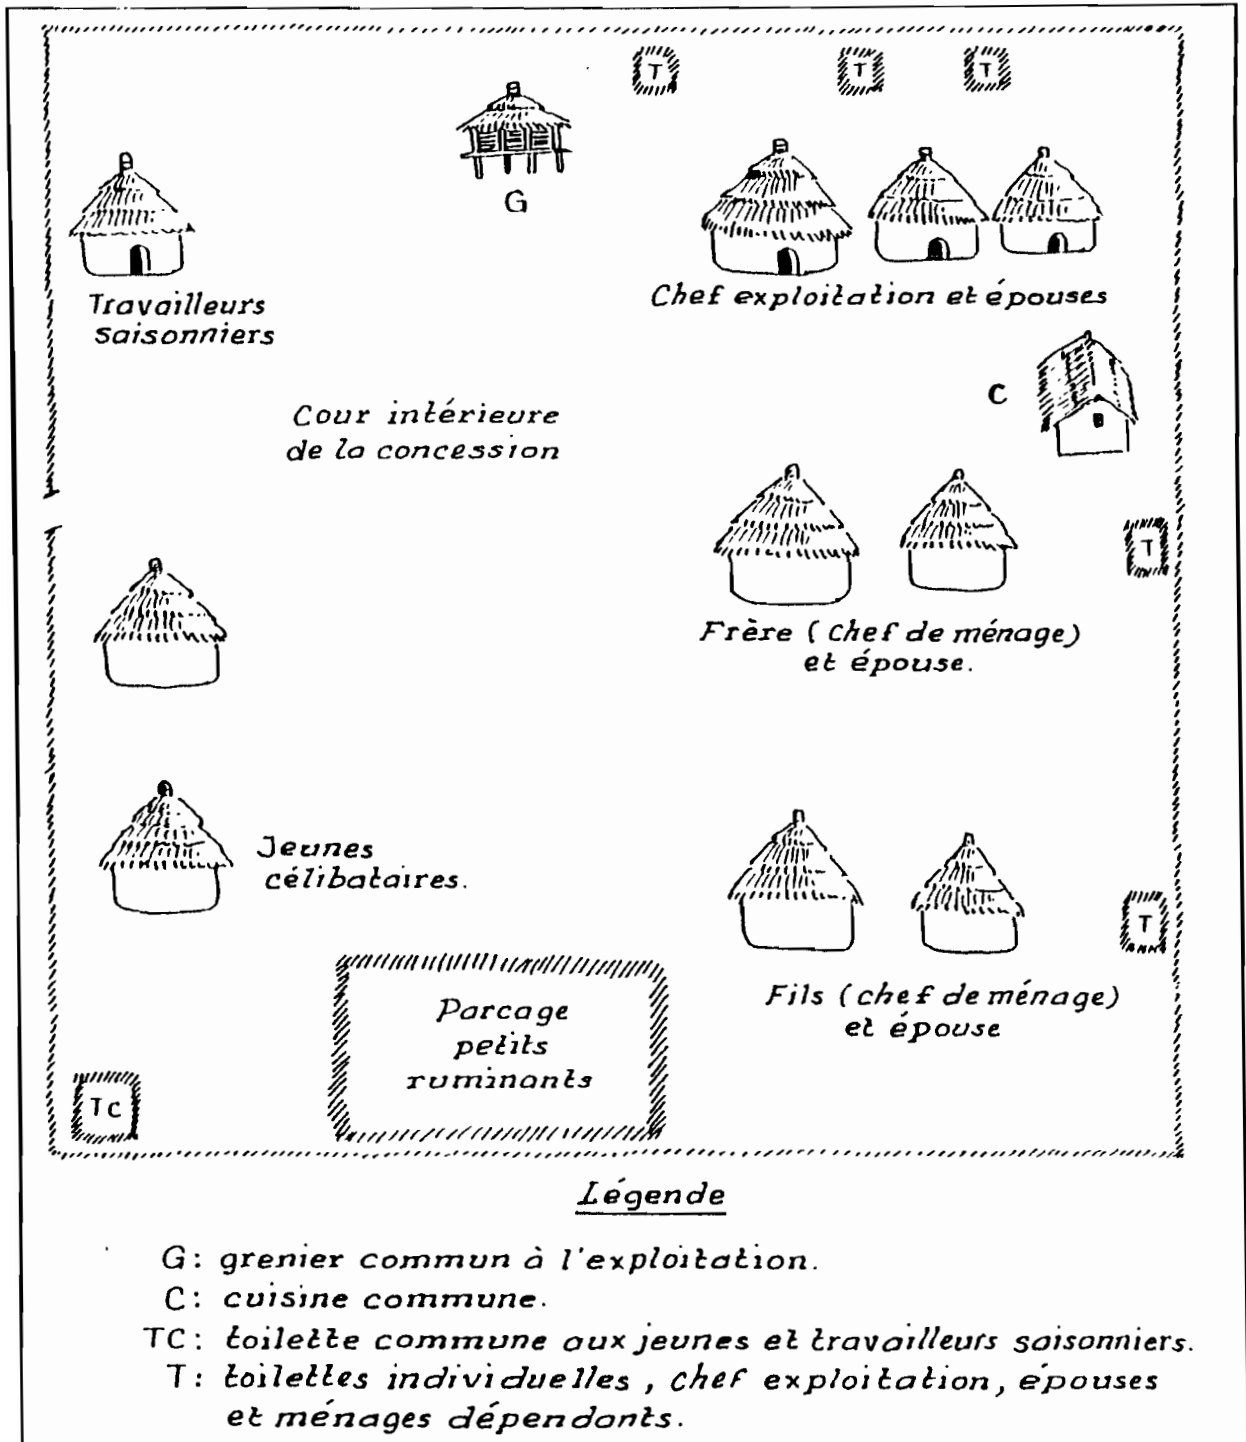 T
T
T
G
Travailleurs
saisonniers
Chef exploitation et épouses
C
Cour intérieure
de la concession
T
Frère (chef de ménage)
et épouse.
Jeunes
célibataires.
T
Fils (chef de ménage)
et épouse
Parcage
petits
ruminants
TC
Légende
G: grenier commun à l'exploitation.
C: cuisine commune.
TC: toilette commune aux jeunes et travailleurs saisonniers.
T: toilettes individuelles, chef exploitation, épouses
et ménages dépendants.